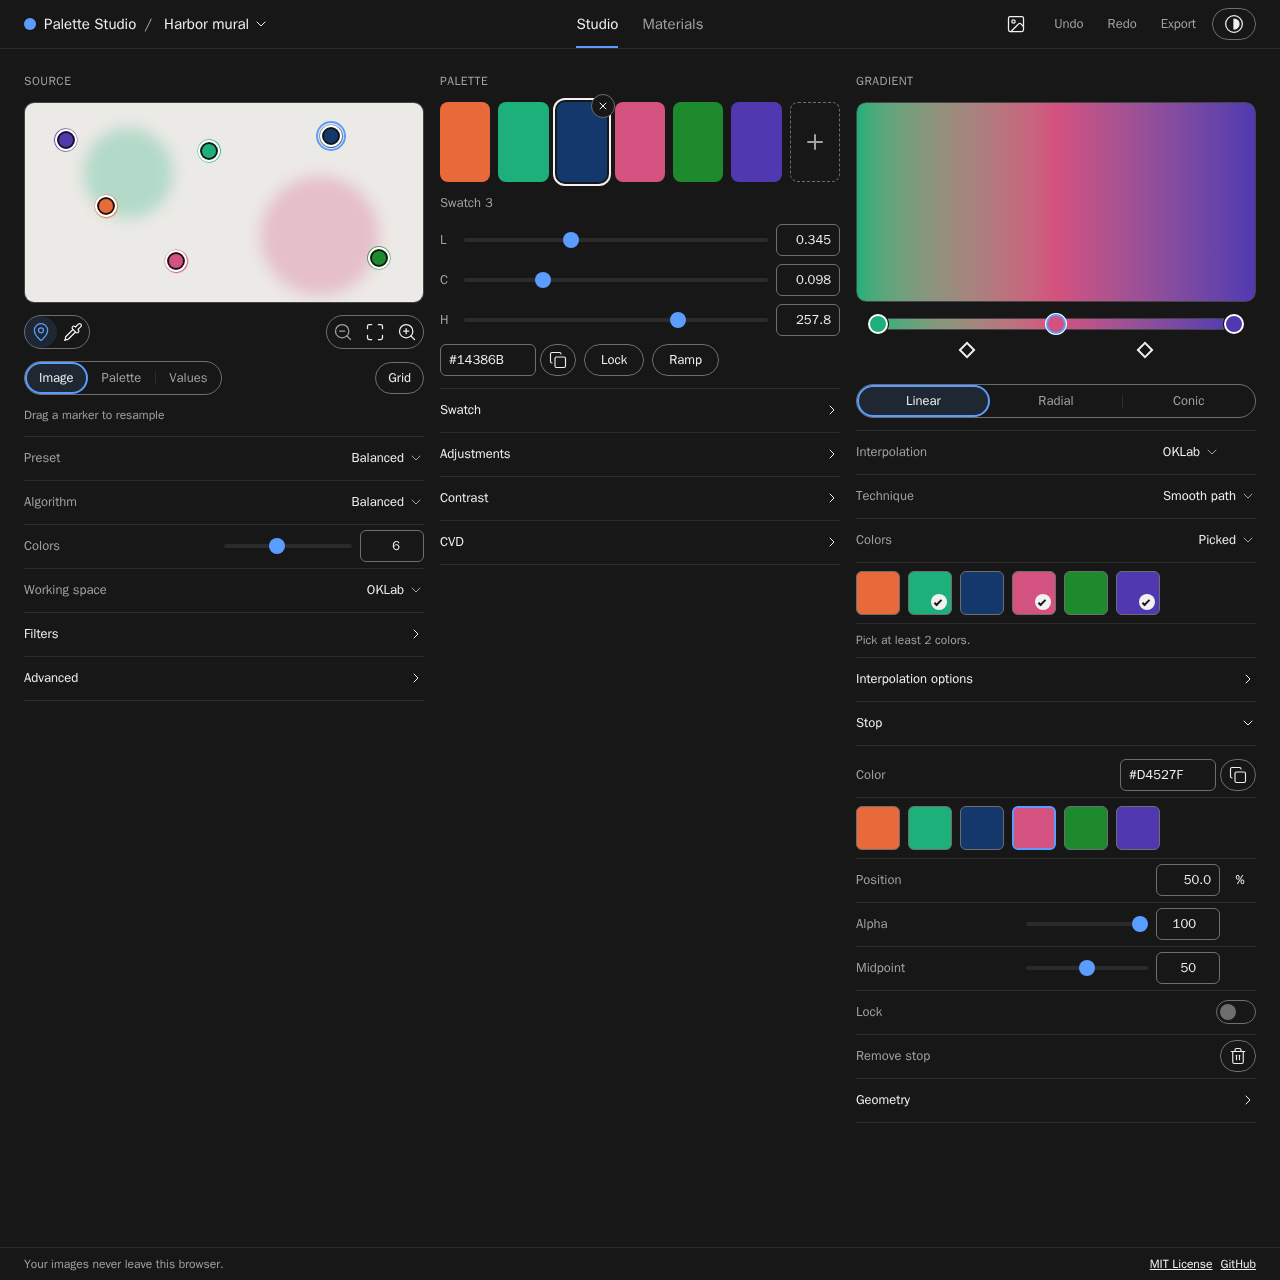 Palette Studio / Harbor mural
Studio
Materials
Undo
Redo
Export
SOURCE
Image
Palette
Values
Grid
Drag a marker to resample
Preset
Balanced
Algorithm
Balanced
Colors
6
Working space
OKLab
Filters
Advanced
PALETTE
Swatch 3
L
0.345
C
0.098
H
257.8
#14386B
Lock
Ramp
Swatch
Adjustments
Contrast
CVD
GRADIENT
Linear
Radial
Conic
Interpolation
OKLab
Technique
Smooth path
Colors
Picked
Pick at least 2 colors.
Interpolation options
Stop
Color
#D4527F
Position
50.0 %
Alpha
100
Midpoint
50
Lock
Remove stop
Geometry
Your images never leave this browser.
MIT License
GitHub